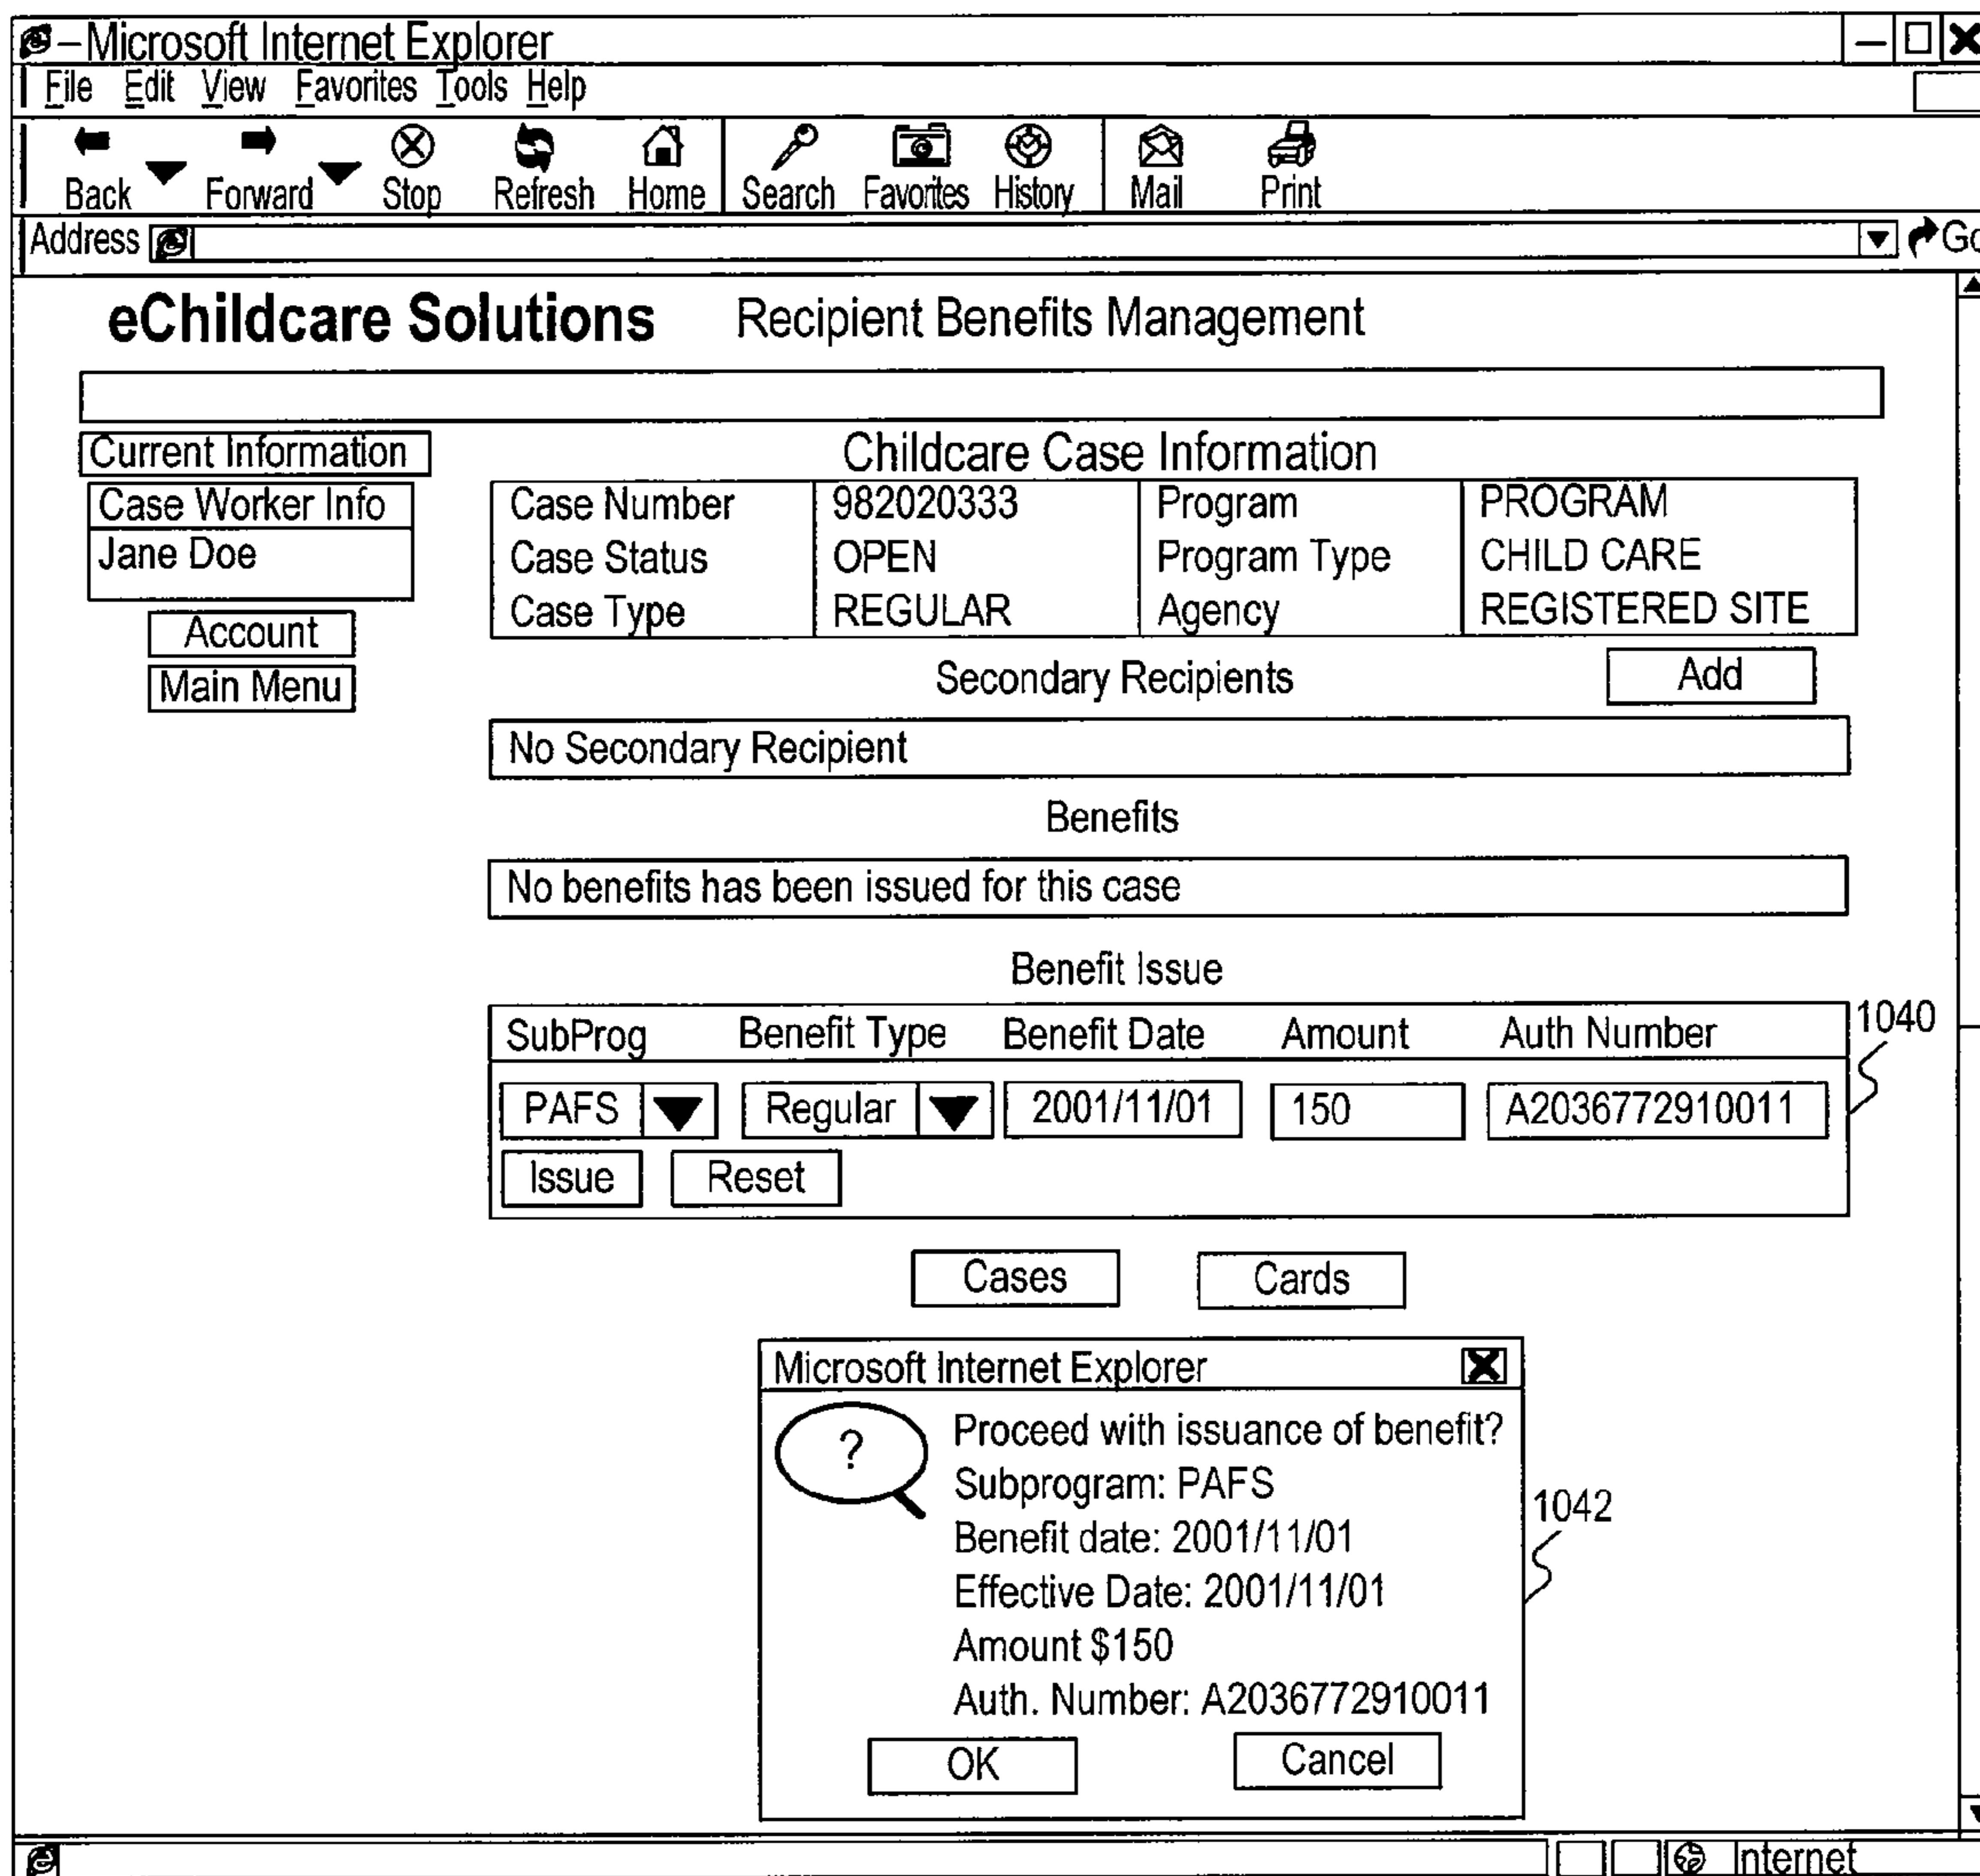 –Microsoft Internet Explorer
File Edit View Favorites Tools Help
Back Forward Stop Refresh Home Search Favorites History Mail Print
Address Go
eChildcare Solutions Recipient Benefits Management
Current Information
Childcare Case Information
Case Worker Info
Jane Doe
Account
Main Menu
Case Number 982020333 Program PROGRAM
Case Status OPEN Program Type CHILD CARE
Case Type REGULAR Agency REGISTERED SITE
Secondary Recipients Add
No Secondary Recipient
Benefits
No benefits has been issued for this case
Benefit Issue
SubProg Benefit Type Benefit Date Amount Auth Number
1040
PAFS Regular 2001/11/01 150 A2036772910011
Issue Reset
Cases Cards
Microsoft Internet Explorer
? Proceed with issuance of benefit?
Subprogram: PAFS
1042
Benefit date: 2001/11/01
Effective Date: 2001/11/01
Amount $150
Auth. Number: A2036772910011
OK Cancel
Internet